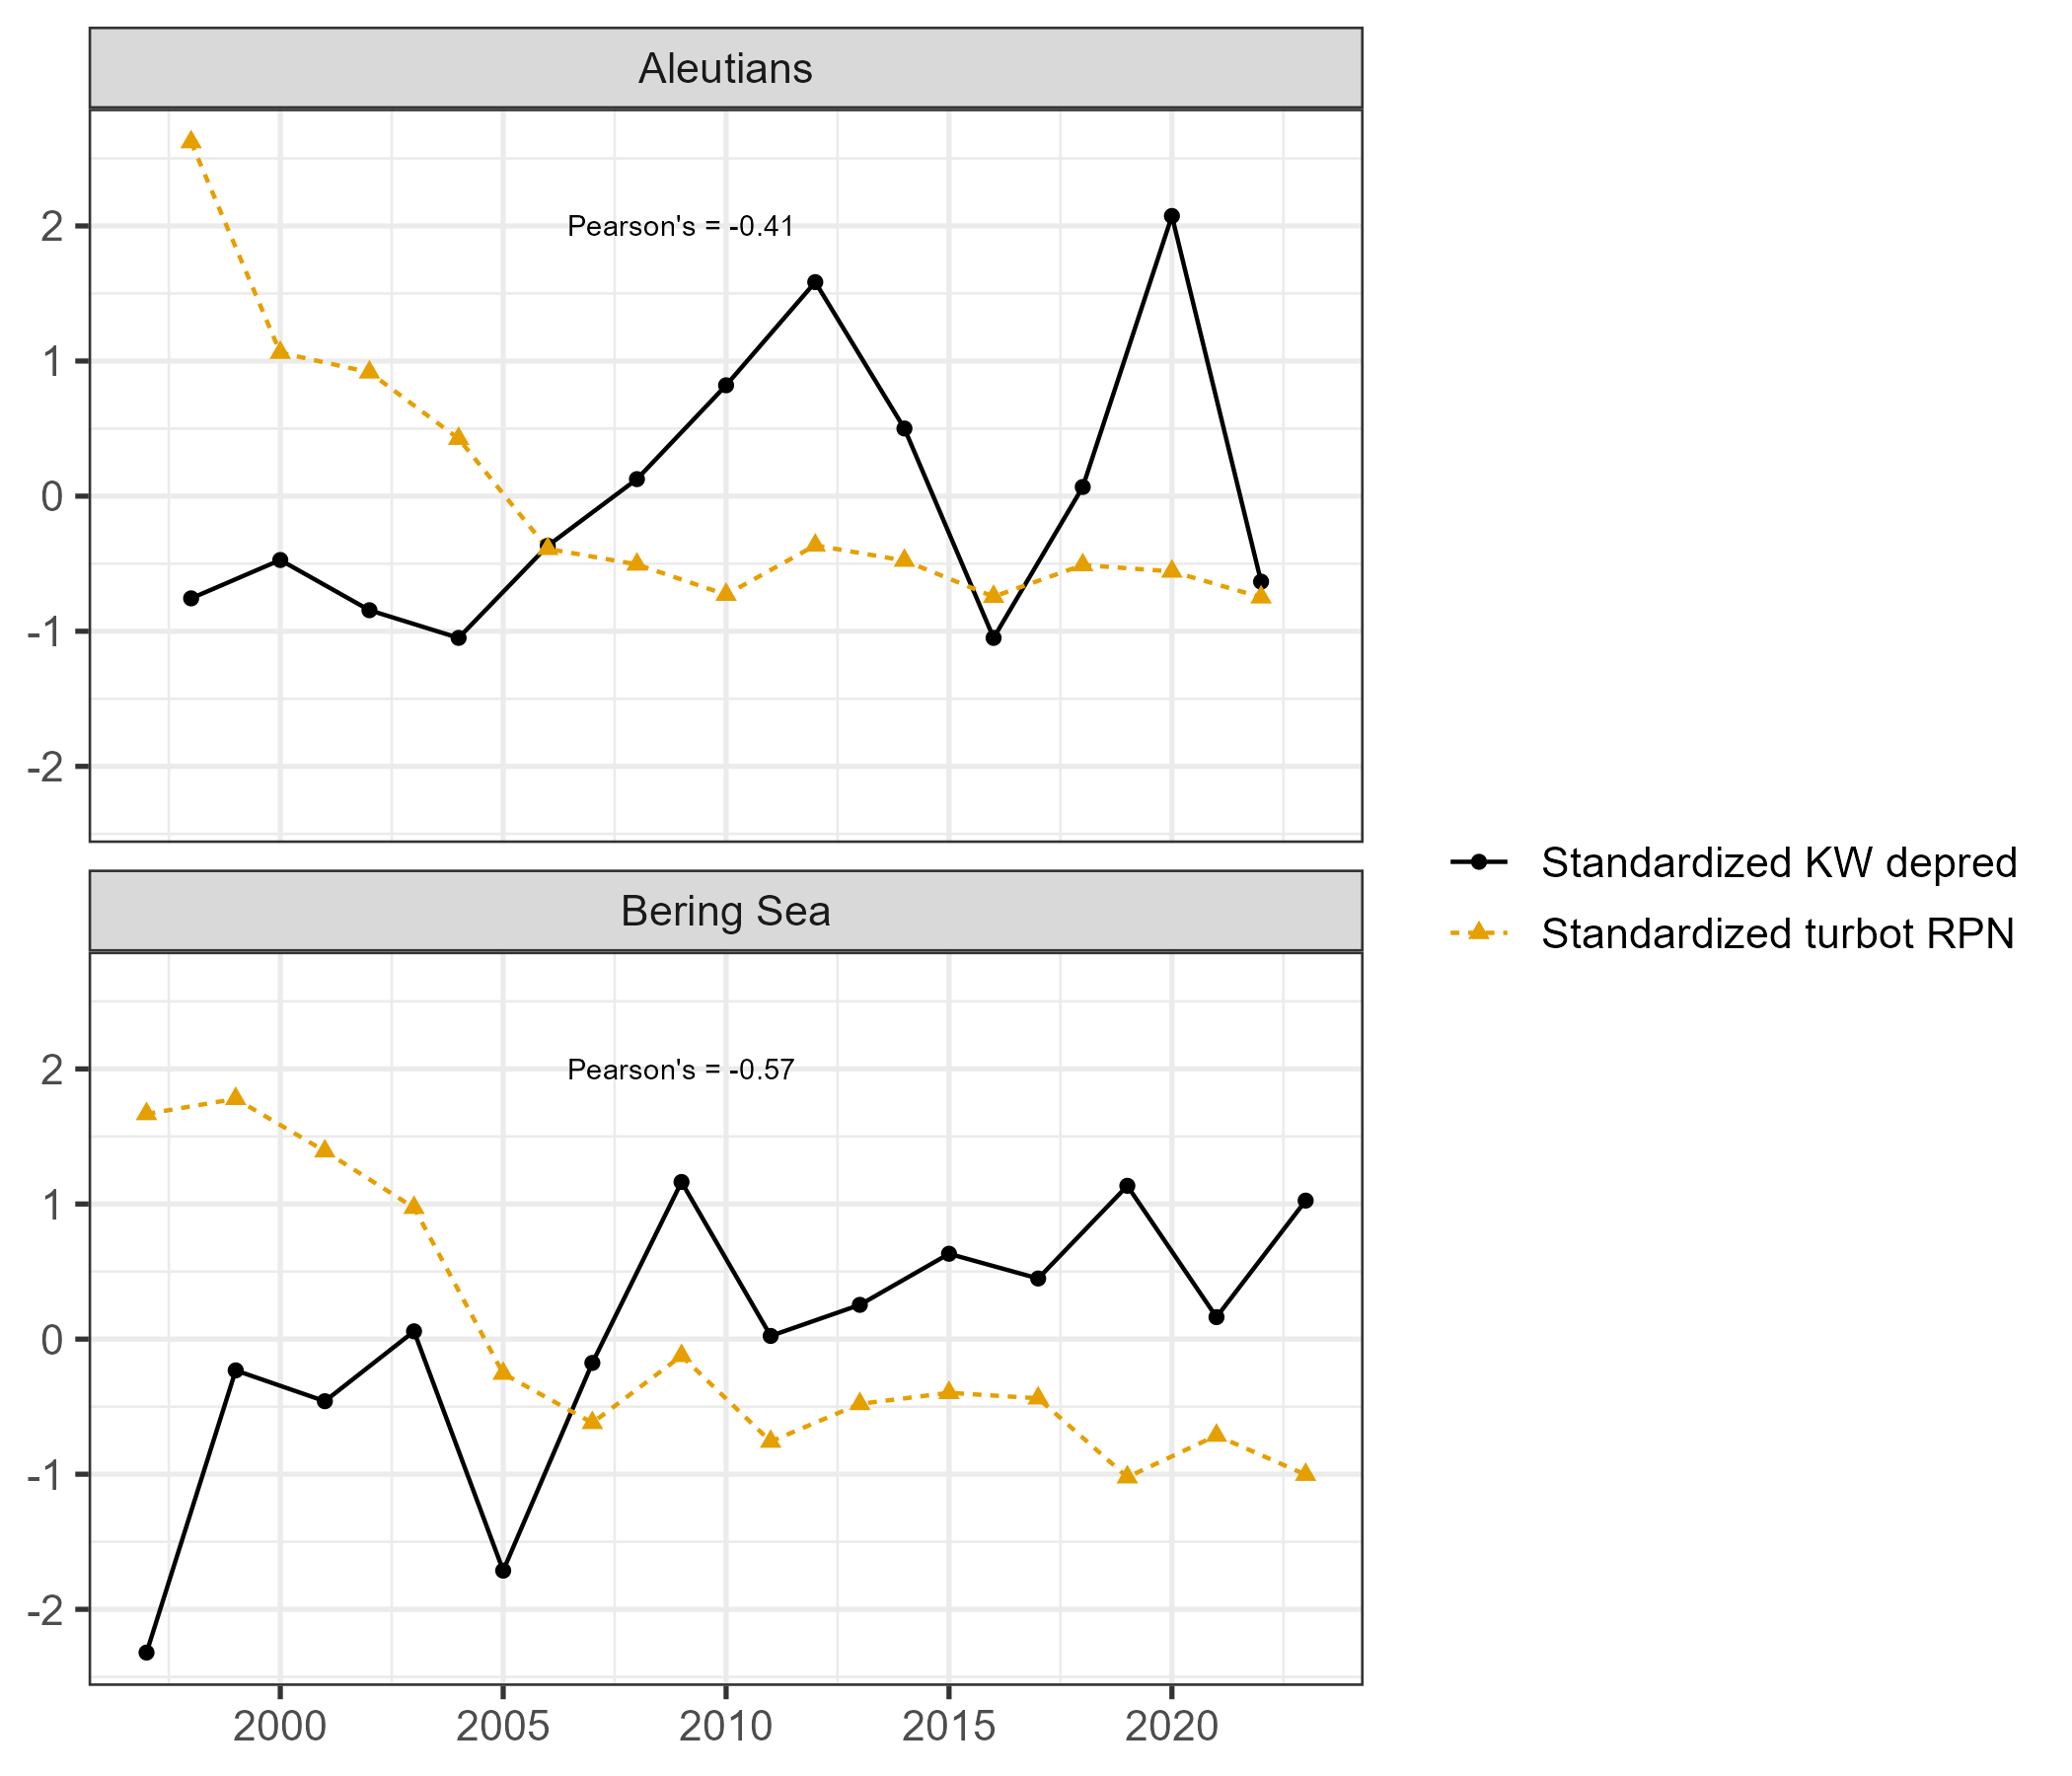 Aleutians
Pearson's = -0.41
2
1
0
-1
-2
Bering Sea
Pearson's = -0.57
2
1
0
-1
-2
2000 2005 2010 2015 2020
Standardized KW depred
Standardized turbot RPN